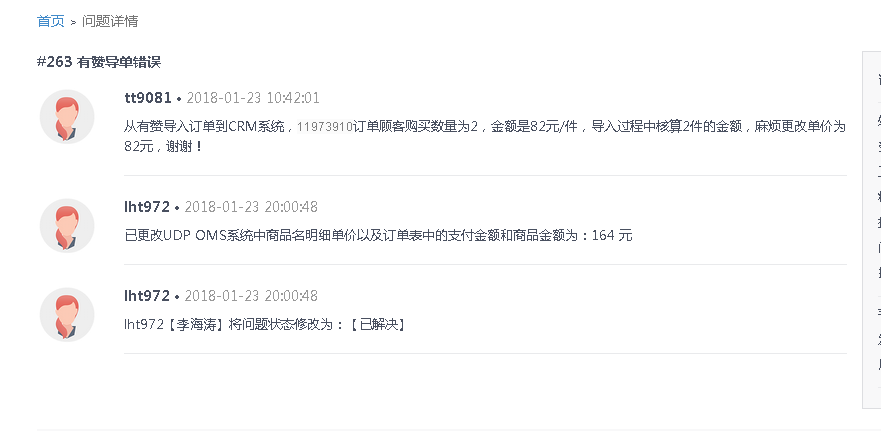 首页 > 问题详情
#263 有赞导单错误
tt9081 • 2018-01-23 10:42:01
从有赞导入订单到CRM系统，11973910订单顾客购买数量为2，金额是82元/件，导入过程中核算2件的金额，麻烦更改单价为
82元，谢谢！
lht972 • 2018-01-23 20:00:48
已更改UDP OMS系统中商品名明细单价以及订单表中的支付金额和商品金额为：164 元
lht972 • 2018-01-23 20:00:48
lht972【李海涛】将问题状态修改为：【已解决】